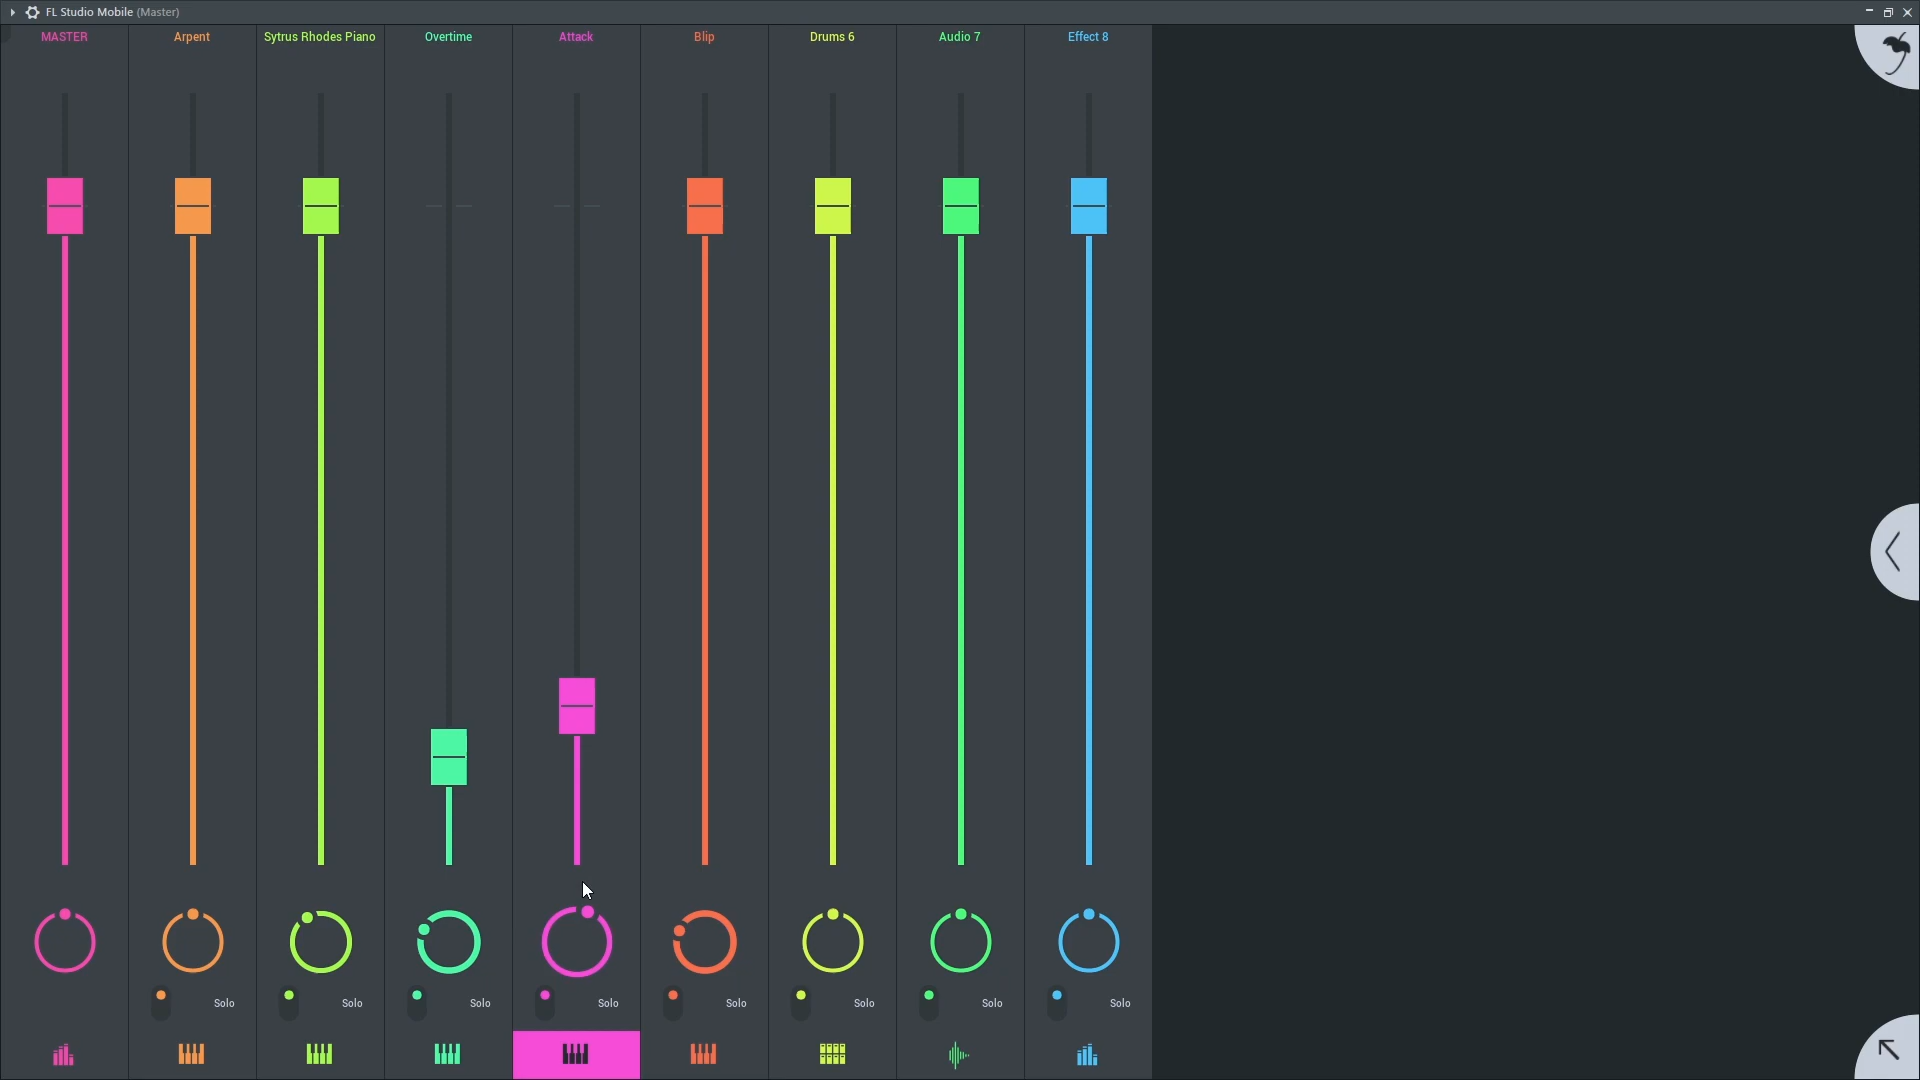 FL Studio Mobile (Master)
MASTER Arpent Sytrus Rhodes Piano Overtime Attack Blip Drums 6 Audio 7 Effect 8
Solo Solo Solo Solo Solo Solo Solo Solo